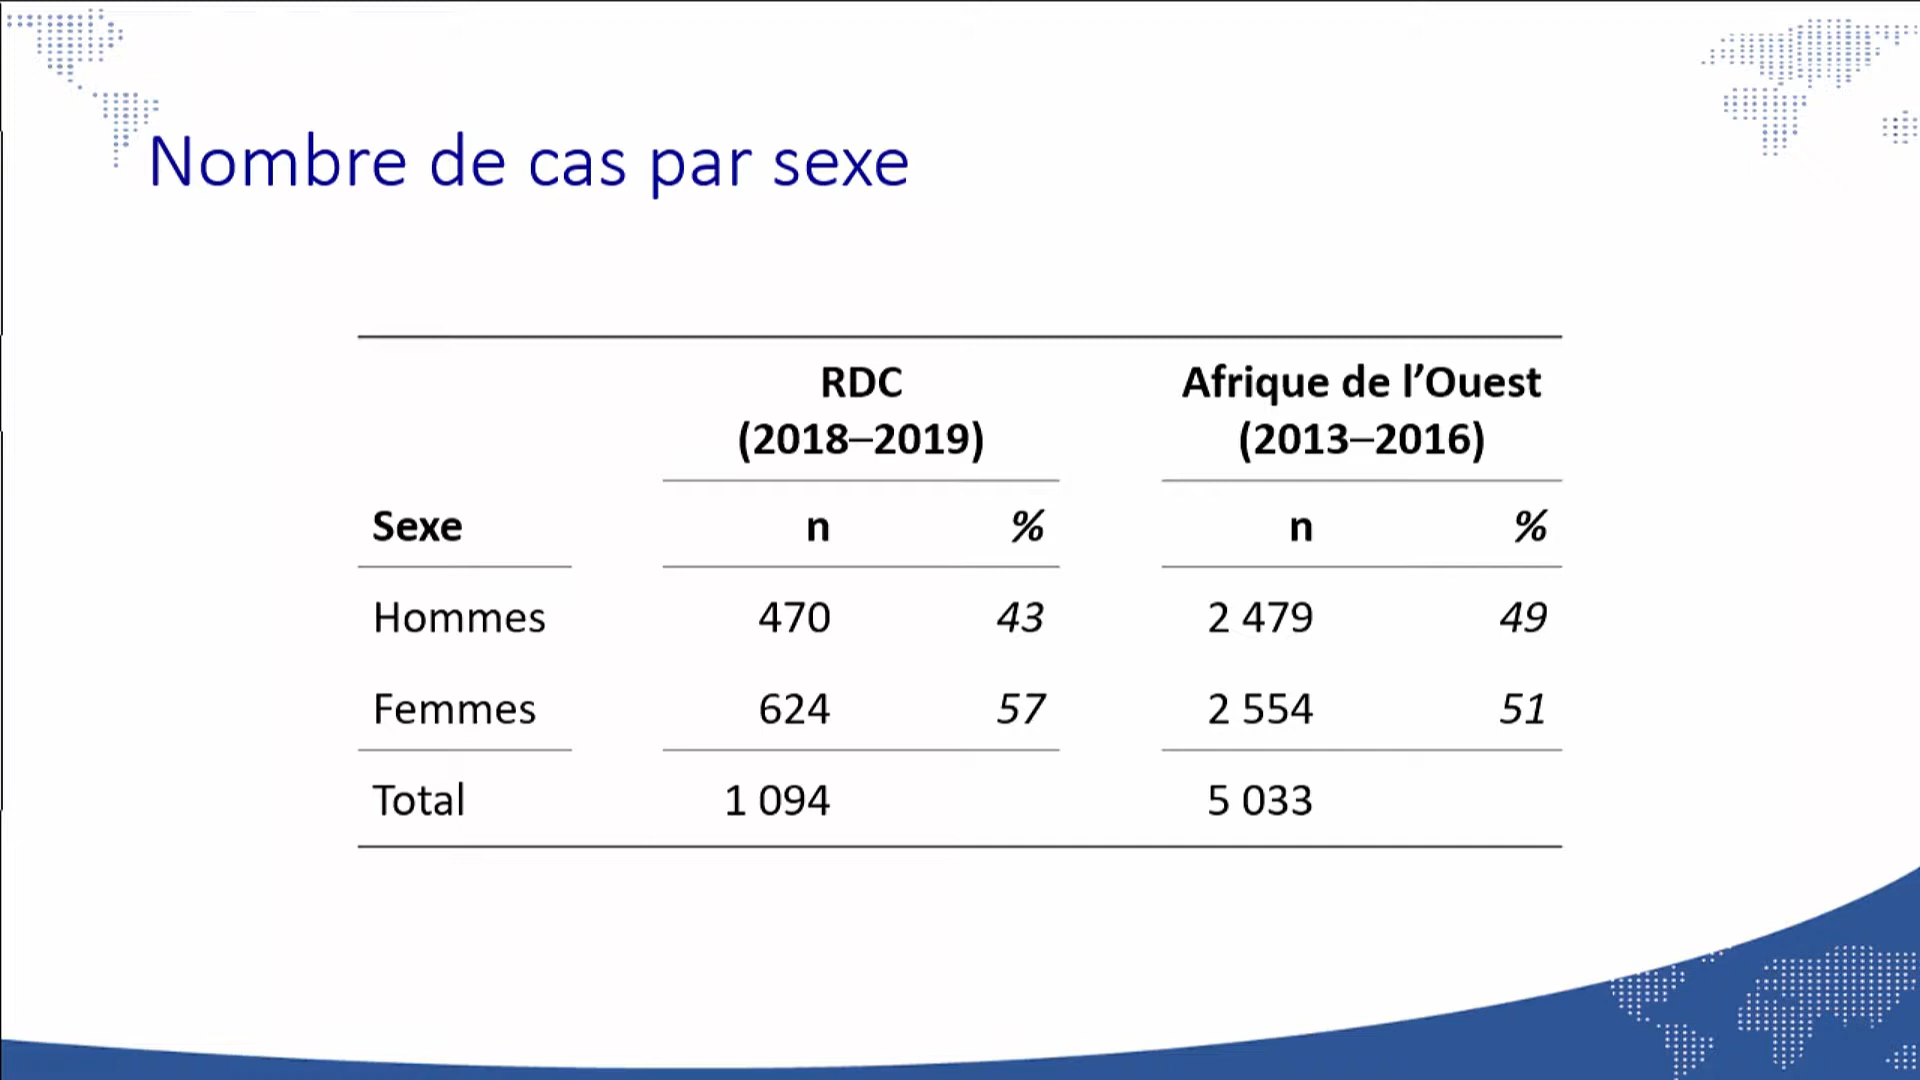 Nombre de cas par sexe
RDC Afrique de l’Ouest
(2018–2019) (2013–2016)
Sexe n % n %
Hommes 470 43 2 479 49
Femmes 624 57 2 554 51
Total 1 094 5 033